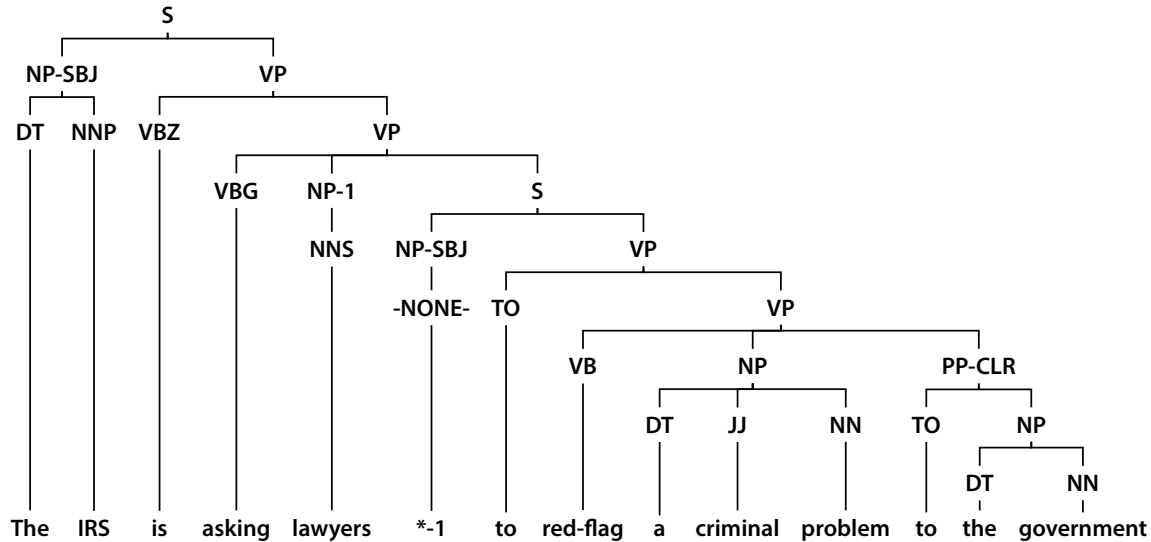 S
NP-SBJ VP
DT NNP VBZ VP
VBG NP-1 S
NNS NP-SBJ VP
-NONE- TO VP
VB NP PP-CLR
DT JJ NN TO NP
DT NN
The IRS is asking lawyers *-1 to red-flag a criminal problem to the government